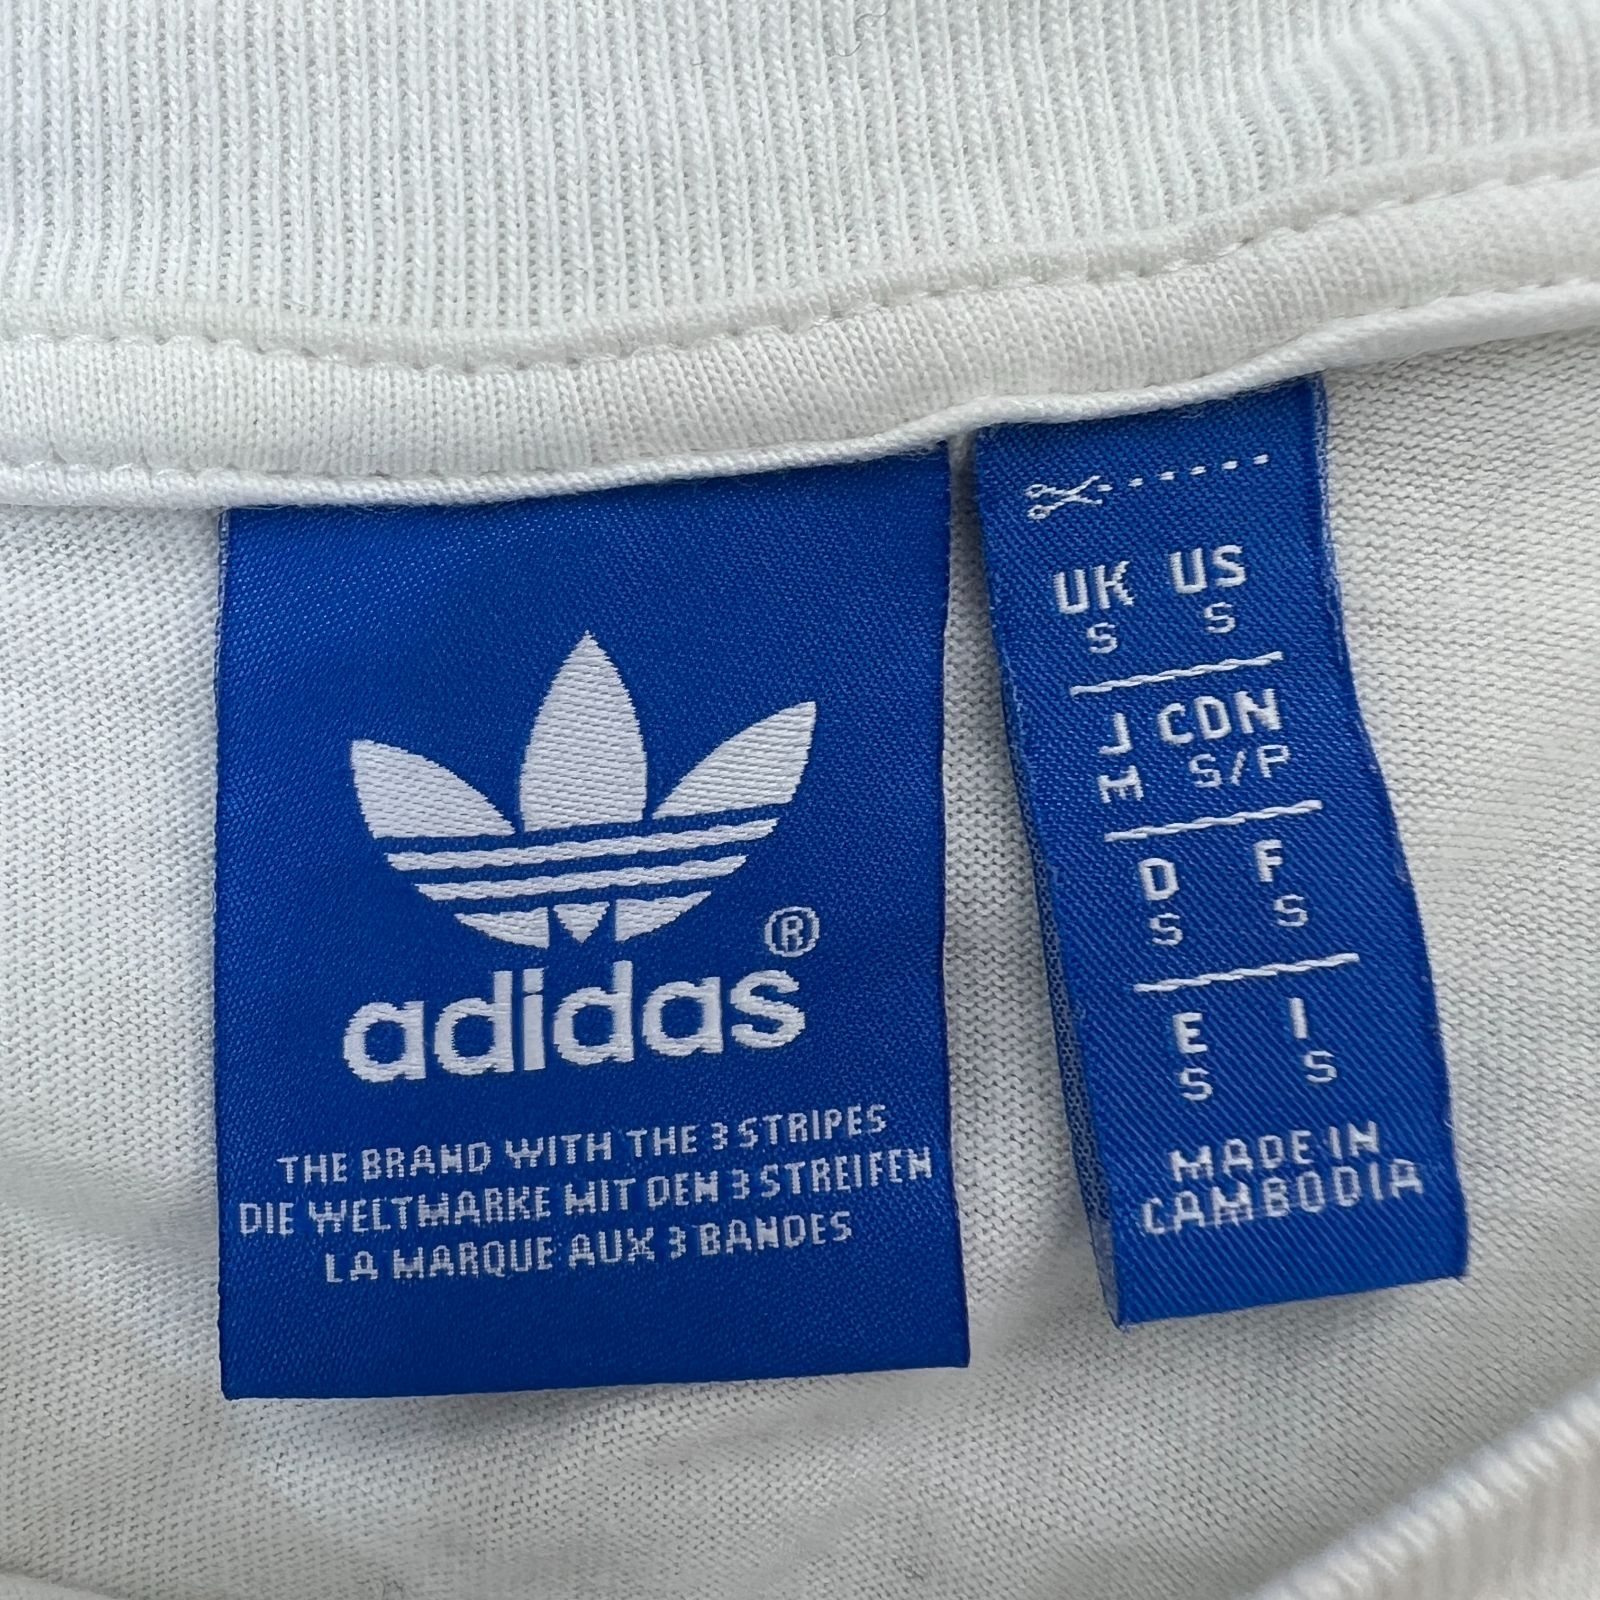 adidas®
THE BRAND WITH THE 3 STRIPES
DIE WELTMARKE MIT DEN 3 STREIFEN
LA MARQUE AUX 3 BANDES
UK US
S S
J CDN
M S/P
D F
S S
E I
S S
MADE IN
CAMBODIA